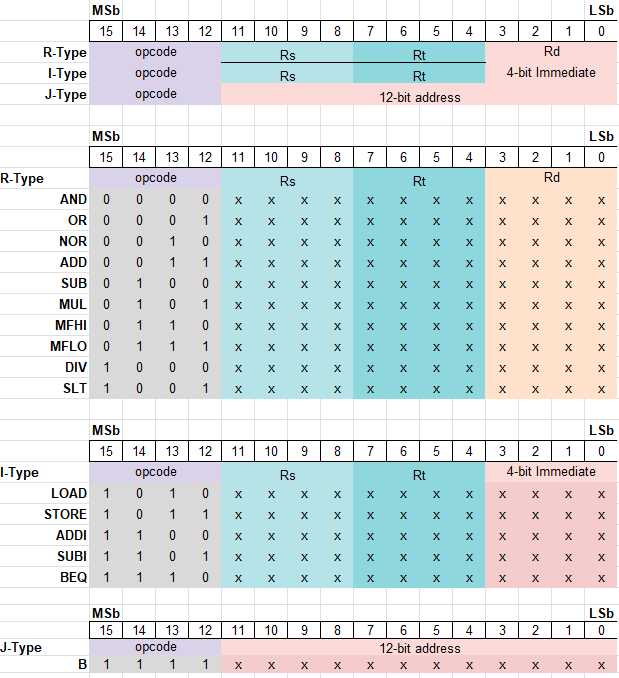 MSb LSb
15 14 13 12 11 10 9 8 7 6 5 4 3 2 1 0
R-Type opcode Rs Rt Rd
I-Type opcode Rs Rt 4-bit Immediate
J-Type opcode 12-bit address
MSb LSb
15 14 13 12 11 10 9 8 7 6 5 4 3 2 1 0
R-Type opcode Rs Rt Rd
AND 0 0 0 0 x x x x x x x x x x x x
OR 0 0 0 1 x x x x x x x x x x x x
NOR 0 0 1 0 x x x x x x x x x x x x
ADD 0 0 1 1 x x x x x x x x x x x x
SUB 0 1 0 0 x x x x x x x x x x x x
MUL 0 1 0 1 x x x x x x x x x x x x
MFHI 0 1 1 0 x x x x x x x x x x x x
MFLO 0 1 1 1 x x x x x x x x x x x x
DIV 1 0 0 0 x x x x x x x x x x x x
SLT 1 0 0 1 x x x x x x x x x x x x
MSb LSb
15 14 13 12 11 10 9 8 7 6 5 4 3 2 1 0
I-Type opcode Rs Rt 4-bit Immediate
LOAD 1 0 1 0 x x x x x x x x x x x x
STORE 1 0 1 1 x x x x x x x x x x x x
ADDI 1 1 0 0 x x x x x x x x x x x x
SUBI 1 1 0 1 x x x x x x x x x x x x
BEQ 1 1 1 0 x x x x x x x x x x x x
MSb LSb
15 14 13 12 11 10 9 8 7 6 5 4 3 2 1 0
J-Type opcode 12-bit address
B 1 1 1 1 x x x x x x x x x x x x